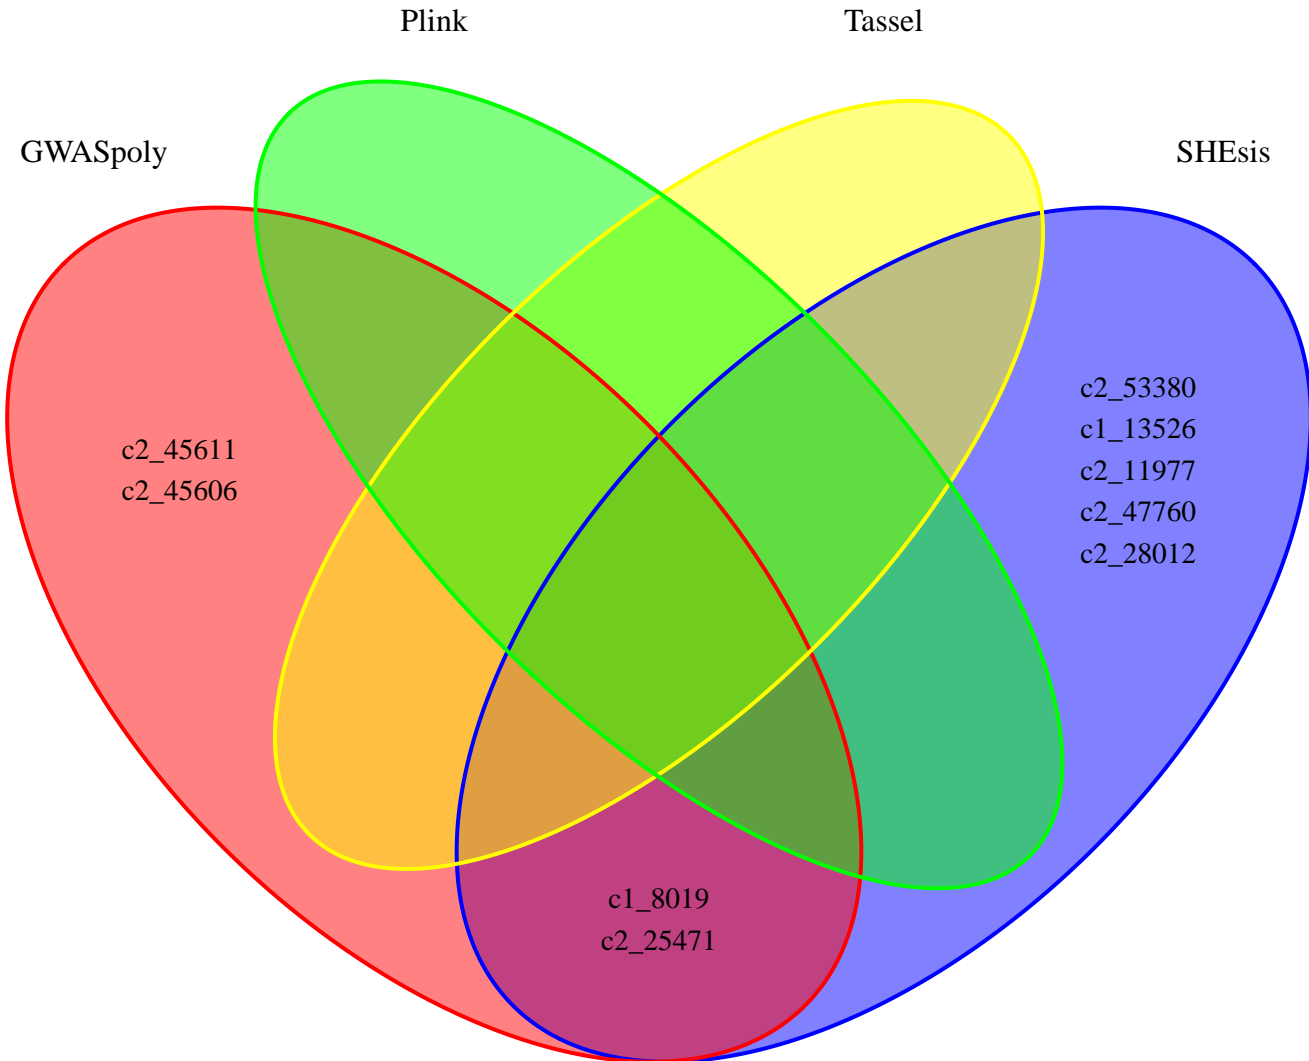 Plink
Tassel
GWASpoly
SHEsis
c2_45611
c2_45606
c2_53380
c1_13526
c2_11977
c2_47760
c2_28012
c1_8019
c2_25471